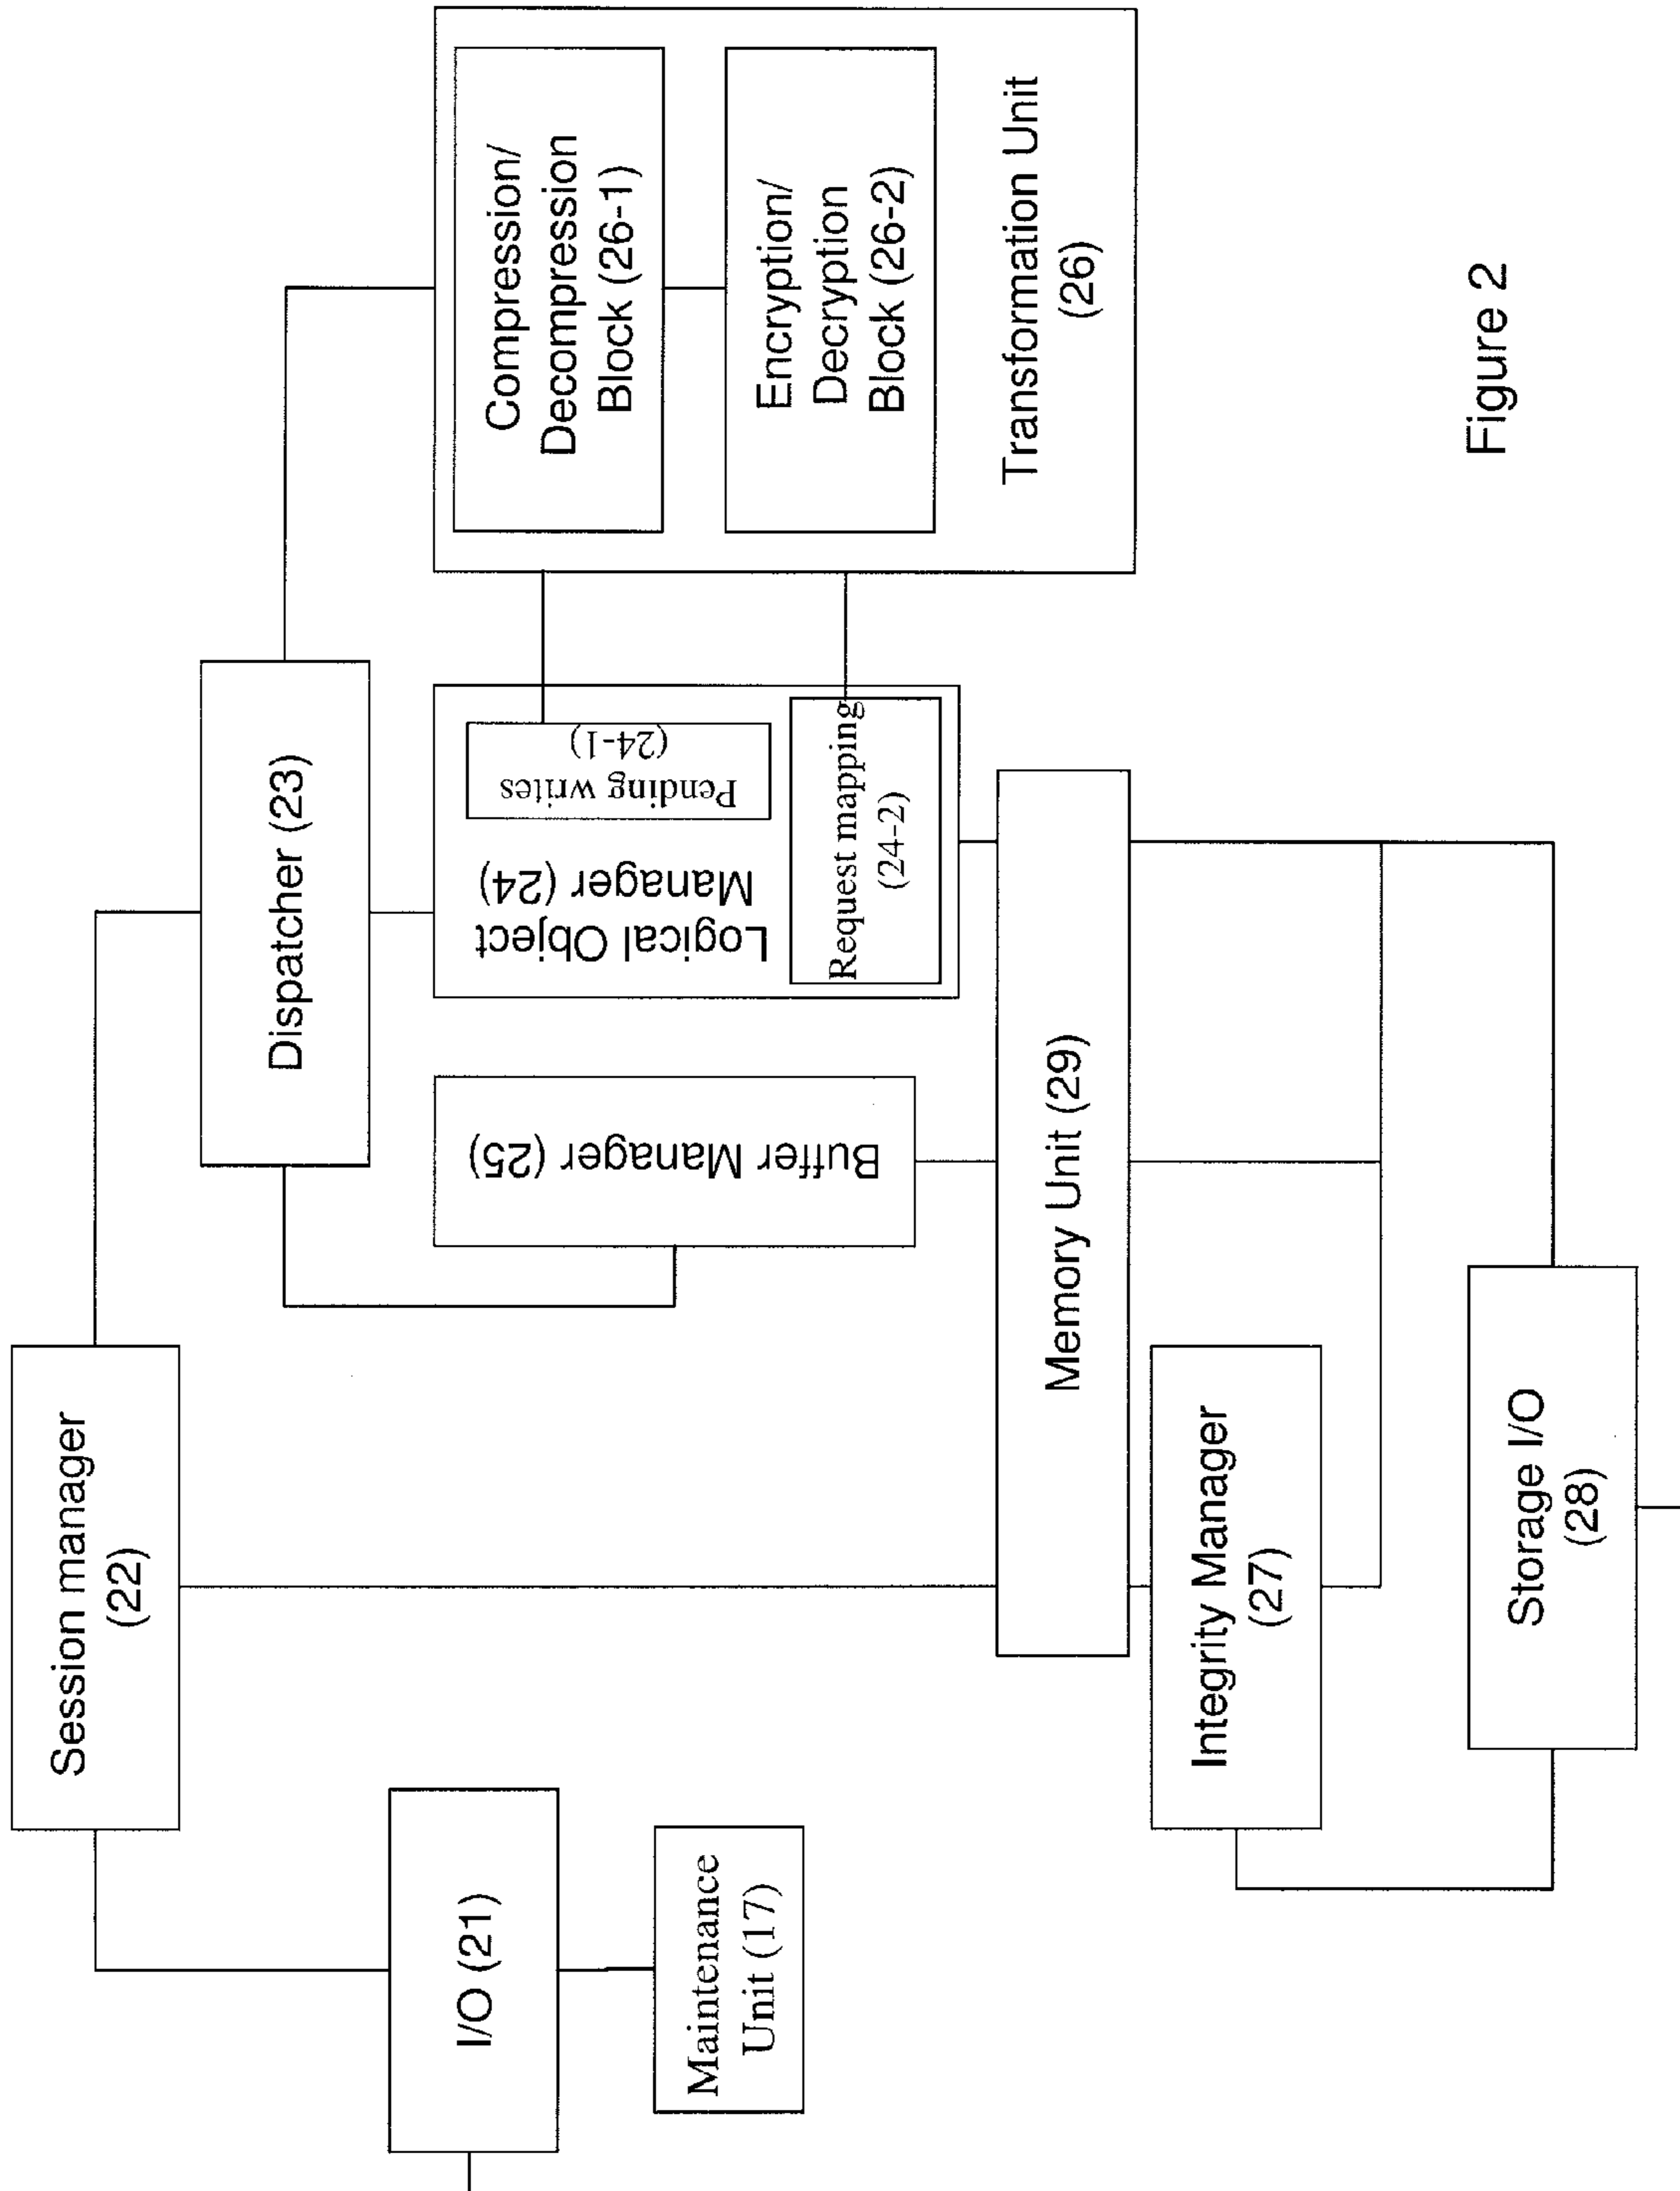 Session manager
(22)
I/O (21)
Maintenance
Unit (17)
Dispatcher (23)
Buffer Manager (25)
Logical Object
Manager (24)
Pending writes
(24-1)
Request mapping
(24-2)
Compression/
Decompression
Block (26-1)
Encryption/
Decryption
Block (26-2)
Transformation Unit
(26)
Memory Unit (29)
Integrity Manager
(27)
Storage I/O
(28)
Figure 2